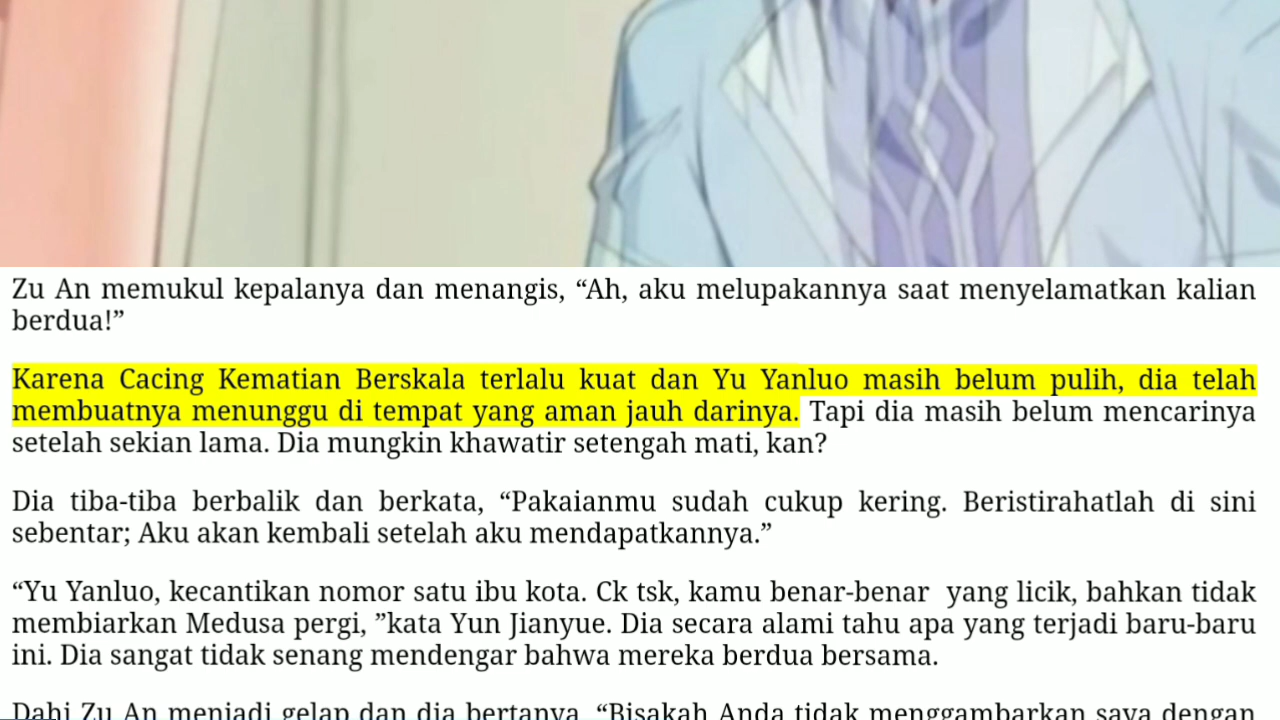 Zu An memukul kepalanya dan menangis, “Ah, aku melupakannya saat menyelamatkan kalian
berdua!”
Karena Cacing Kematian Berskala terlalu kuat dan Yu Yanluo masih belum pulih, dia telah
membuatnya menunggu di tempat yang aman jauh darinya. Tapi dia masih belum mencarinya
setelah sekian lama. Dia mungkin khawatir setengah mati, kan?
Dia tiba-tiba berbalik dan berkata, “Pakaianmu sudah cukup kering. Beristirahatlah di sini
sebentar; Aku akan kembali setelah aku mendapatkannya.”
“Yu Yanluo, kecantikan nomor satu ibu kota. Ck tsk, kamu benar-benar  yang licik, bahkan tidak
membiarkan Medusa pergi, ”kata Yun Jianyue. Dia secara alami tahu apa yang terjadi baru-baru
ini. Dia sangat tidak senang mendengar bahwa mereka berdua bersama.
Dahi Zu An menjadi gelap dan dia bertanya, “Bisakah Anda tidak menggambarkan saya dengan